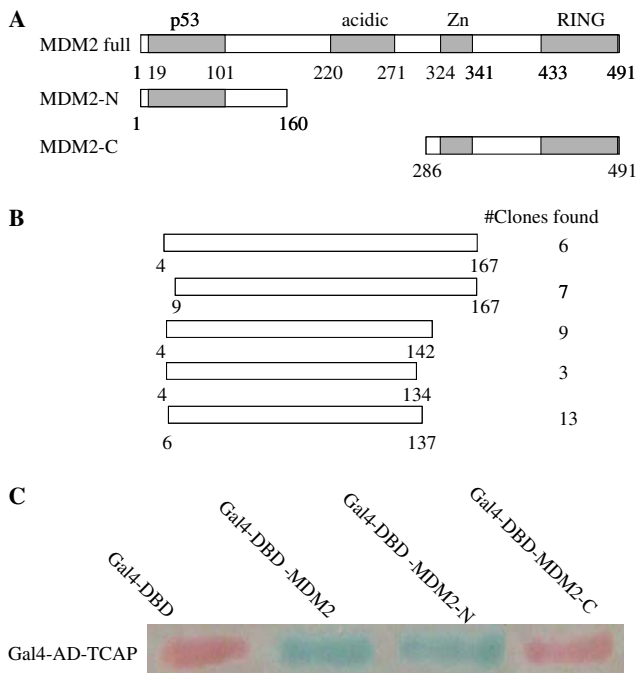 A
p53 acidic Zn RING
MDM2 full
1 19 101 220 271 324 341 433 491
MDM2-N
1 160
MDM2-C
286 491
B
#Clones found
6
4 167
7
9 167
9
4 142
3
4 134
13
6 137
C
Gal4-DBD
Gal4-DBD -MDM2
Gal4-DBD -MDM2-N
Gal4-DBD-MDM2-C
Gal4-AD-TCAP